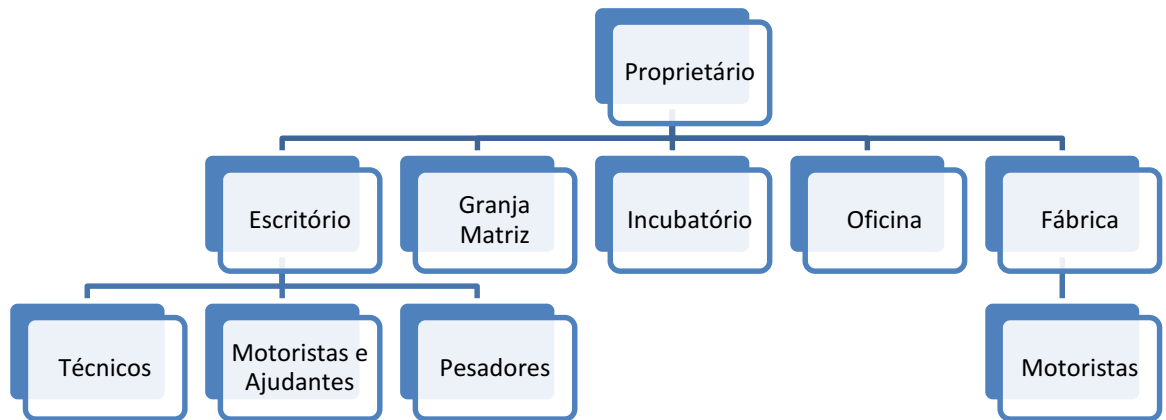 Proprietário
Escritório
Granja
Matriz
Incubatório
Oficina
Fábrica
Técnicos
Motoristas e
Ajudantes
Pesadores
Motoristas